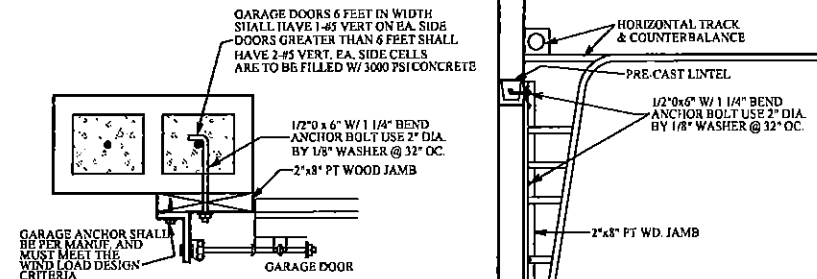 GARAGE DOORS 6 FEET IN WIDTH
SHALL HAVE 1-#5 VERT ON EA. SIDE
DOORS GREATER THAN 6 FEET SHALL
HAVE 2-#5 VERT, EA. SIDE CELLS
ARE TO BE FILLED W/ 3000 PSI CONCRETE
1/2"0 x 6" W/ 1 1/4" BEND
ANCHOR BOLT USE 2" DIA.
BY 1/8" WASHER @ 32" OC.
2"x8" PT WOOD JAMB
GARAGE ANCHOR SHALL
BE PER MANUF. AND
MUST MEET THE
WIND LOAD DESIGN
CRITERIA
GARAGE DOOR
HORIZONTAL TRACK
& COUNTERBALANCE
PRE-CAST LINTEL
1/2"0x6" W/ 1 1/4" BEND
ANCHOR BOLT USE 2" DIA.
BY 1/8" WASHER @ 32" OC.
2"x8" PT WD. JAMB